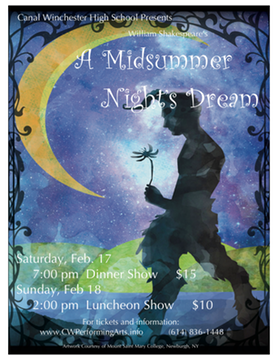 Canal Winchester High School Presents
William Shakespeare's
A Midsummer
Night's Dream
Saturday, Feb. 17
7:00 pm Dinner Show $15
Sunday, Feb 18
2:00 pm Luncheon Show $10
For tickets and information:
www.CWPerformingArts.info (614) 836-1448
Artwork Courtesy of Mount Saint Mary College, Newburgh, NY